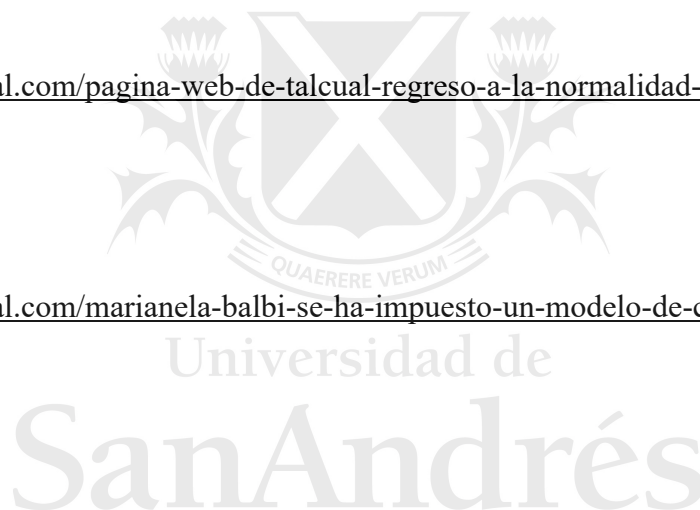 al.com/pagina-web-de-talcual-regreso-a-la-normalidad-
QUAERERE VERUM
al.com/marianela-balbi-se-ha-impuesto-un-modelo-de-
Universidad de
SanAndrés